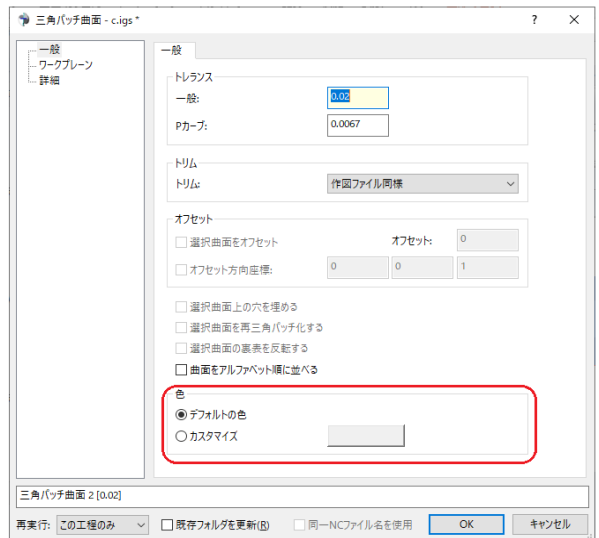 三角パッチ曲面 - c.igs *
? ×
一般
ワークプレーン
詳細
一般
トレランス
一般: 0.02
Pカーブ: 0.0067
トリム
トリム: 作図ファイル同様
オフセット
選択曲面をオフセット オフセット: 0
オフセット方向座標: 0 0 1
選択曲面上の穴を埋める
選択曲面を再三角パッチ化する
選択曲面の裏表を反転する
曲面をアルファベット順に並べる
色
デフォルトの色
カスタマイズ
三角パッチ曲面 2 [0.02]
再実行: この工程のみ 既存フォルダを更新(R) 同一NCファイル名を使用 OK キャンセル